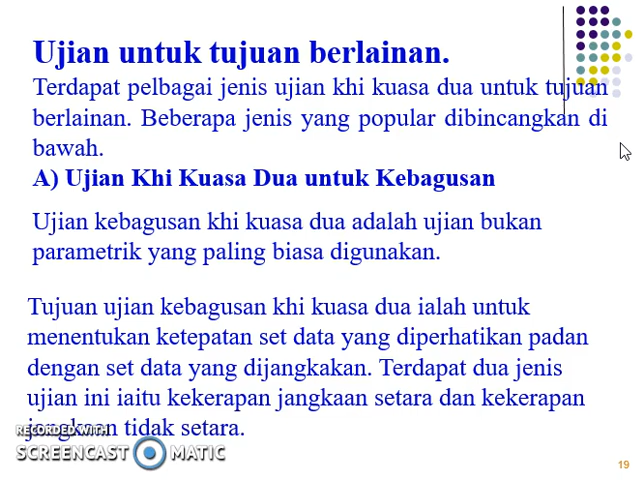 Ujian untuk tujuan berlainan.
Terdapat pelbagai jenis ujian khi kuasa dua untuk tujuan
berlainan. Beberapa jenis yang popular dibincangkan di
bawah.
A) Ujian Khi Kuasa Dua untuk Kebagusan
Ujian kebagusan khi kuasa dua adalah ujian bukan
parametrik yang paling biasa digunakan.
Tujuan ujian kebagusan khi kuasa dua ialah untuk
menentukan ketepatan set data yang diperhatikan padan
dengan set data yang dijangkakan. Terdapat dua jenis
ujian ini iaitu kekerapan jangkaan setara dan kekerapan
tidak setara.
RECORDED WITH
SCREENCAST MATIC
19